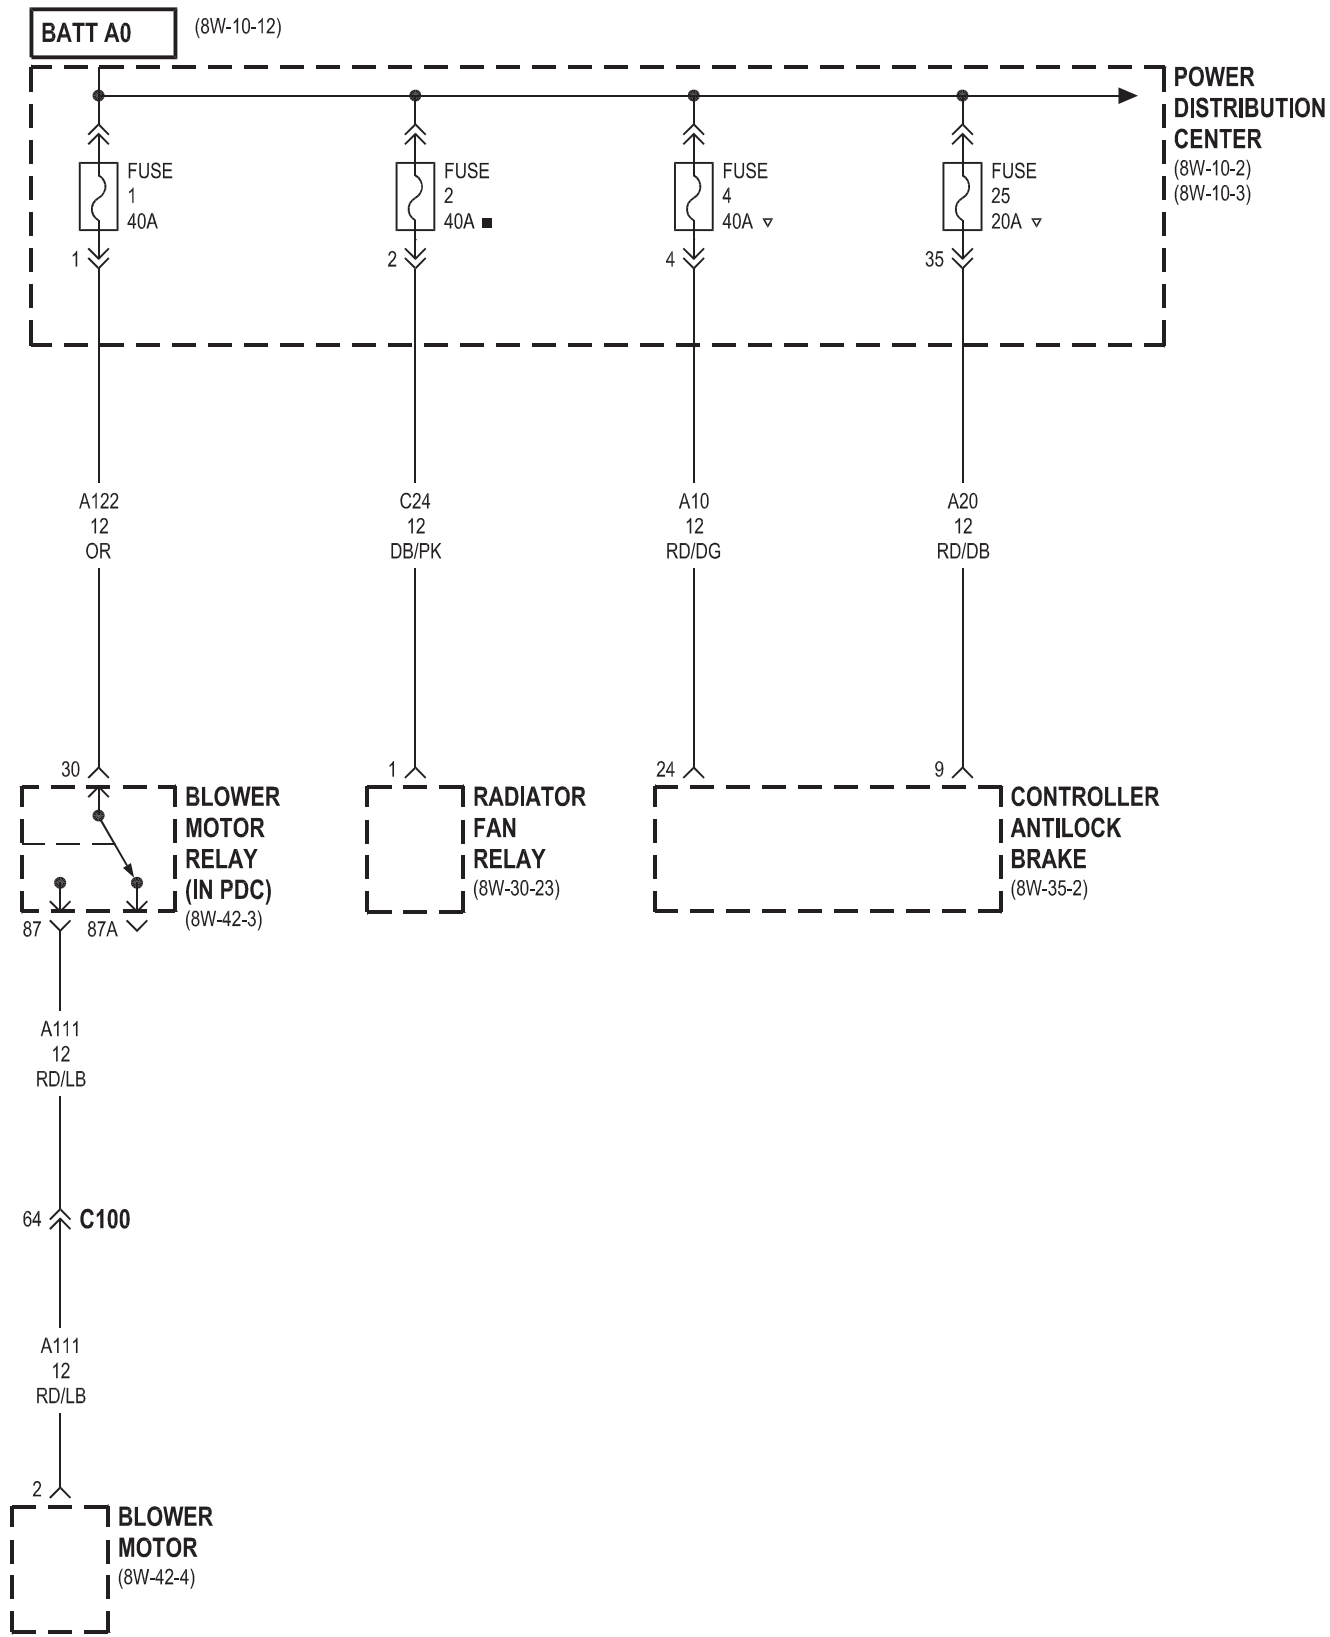 BATT A0
(8W-10-12)
POWER
DISTRIBUTION
CENTER
(8W-10-2)
(8W-10-3)
FUSE
1
40A
FUSE
2
40A ■
FUSE
4
40A ▽
FUSE
25
20A ▽
1
2
4
35
A122
12
OR
C24
12
DB/PK
A10
12
RD/DG
A20
12
RD/DB
30
BLOWER
MOTOR
RELAY
(IN PDC)
(8W-42-3)
1
RADIATOR
FAN
RELAY
(8W-30-23)
24
9
CONTROLLER
ANTILOCK
BRAKE
(8W-35-2)
87
87A
A111
12
RD/LB
64
C100
A111
12
RD/LB
2
BLOWER
MOTOR
(8W-42-4)